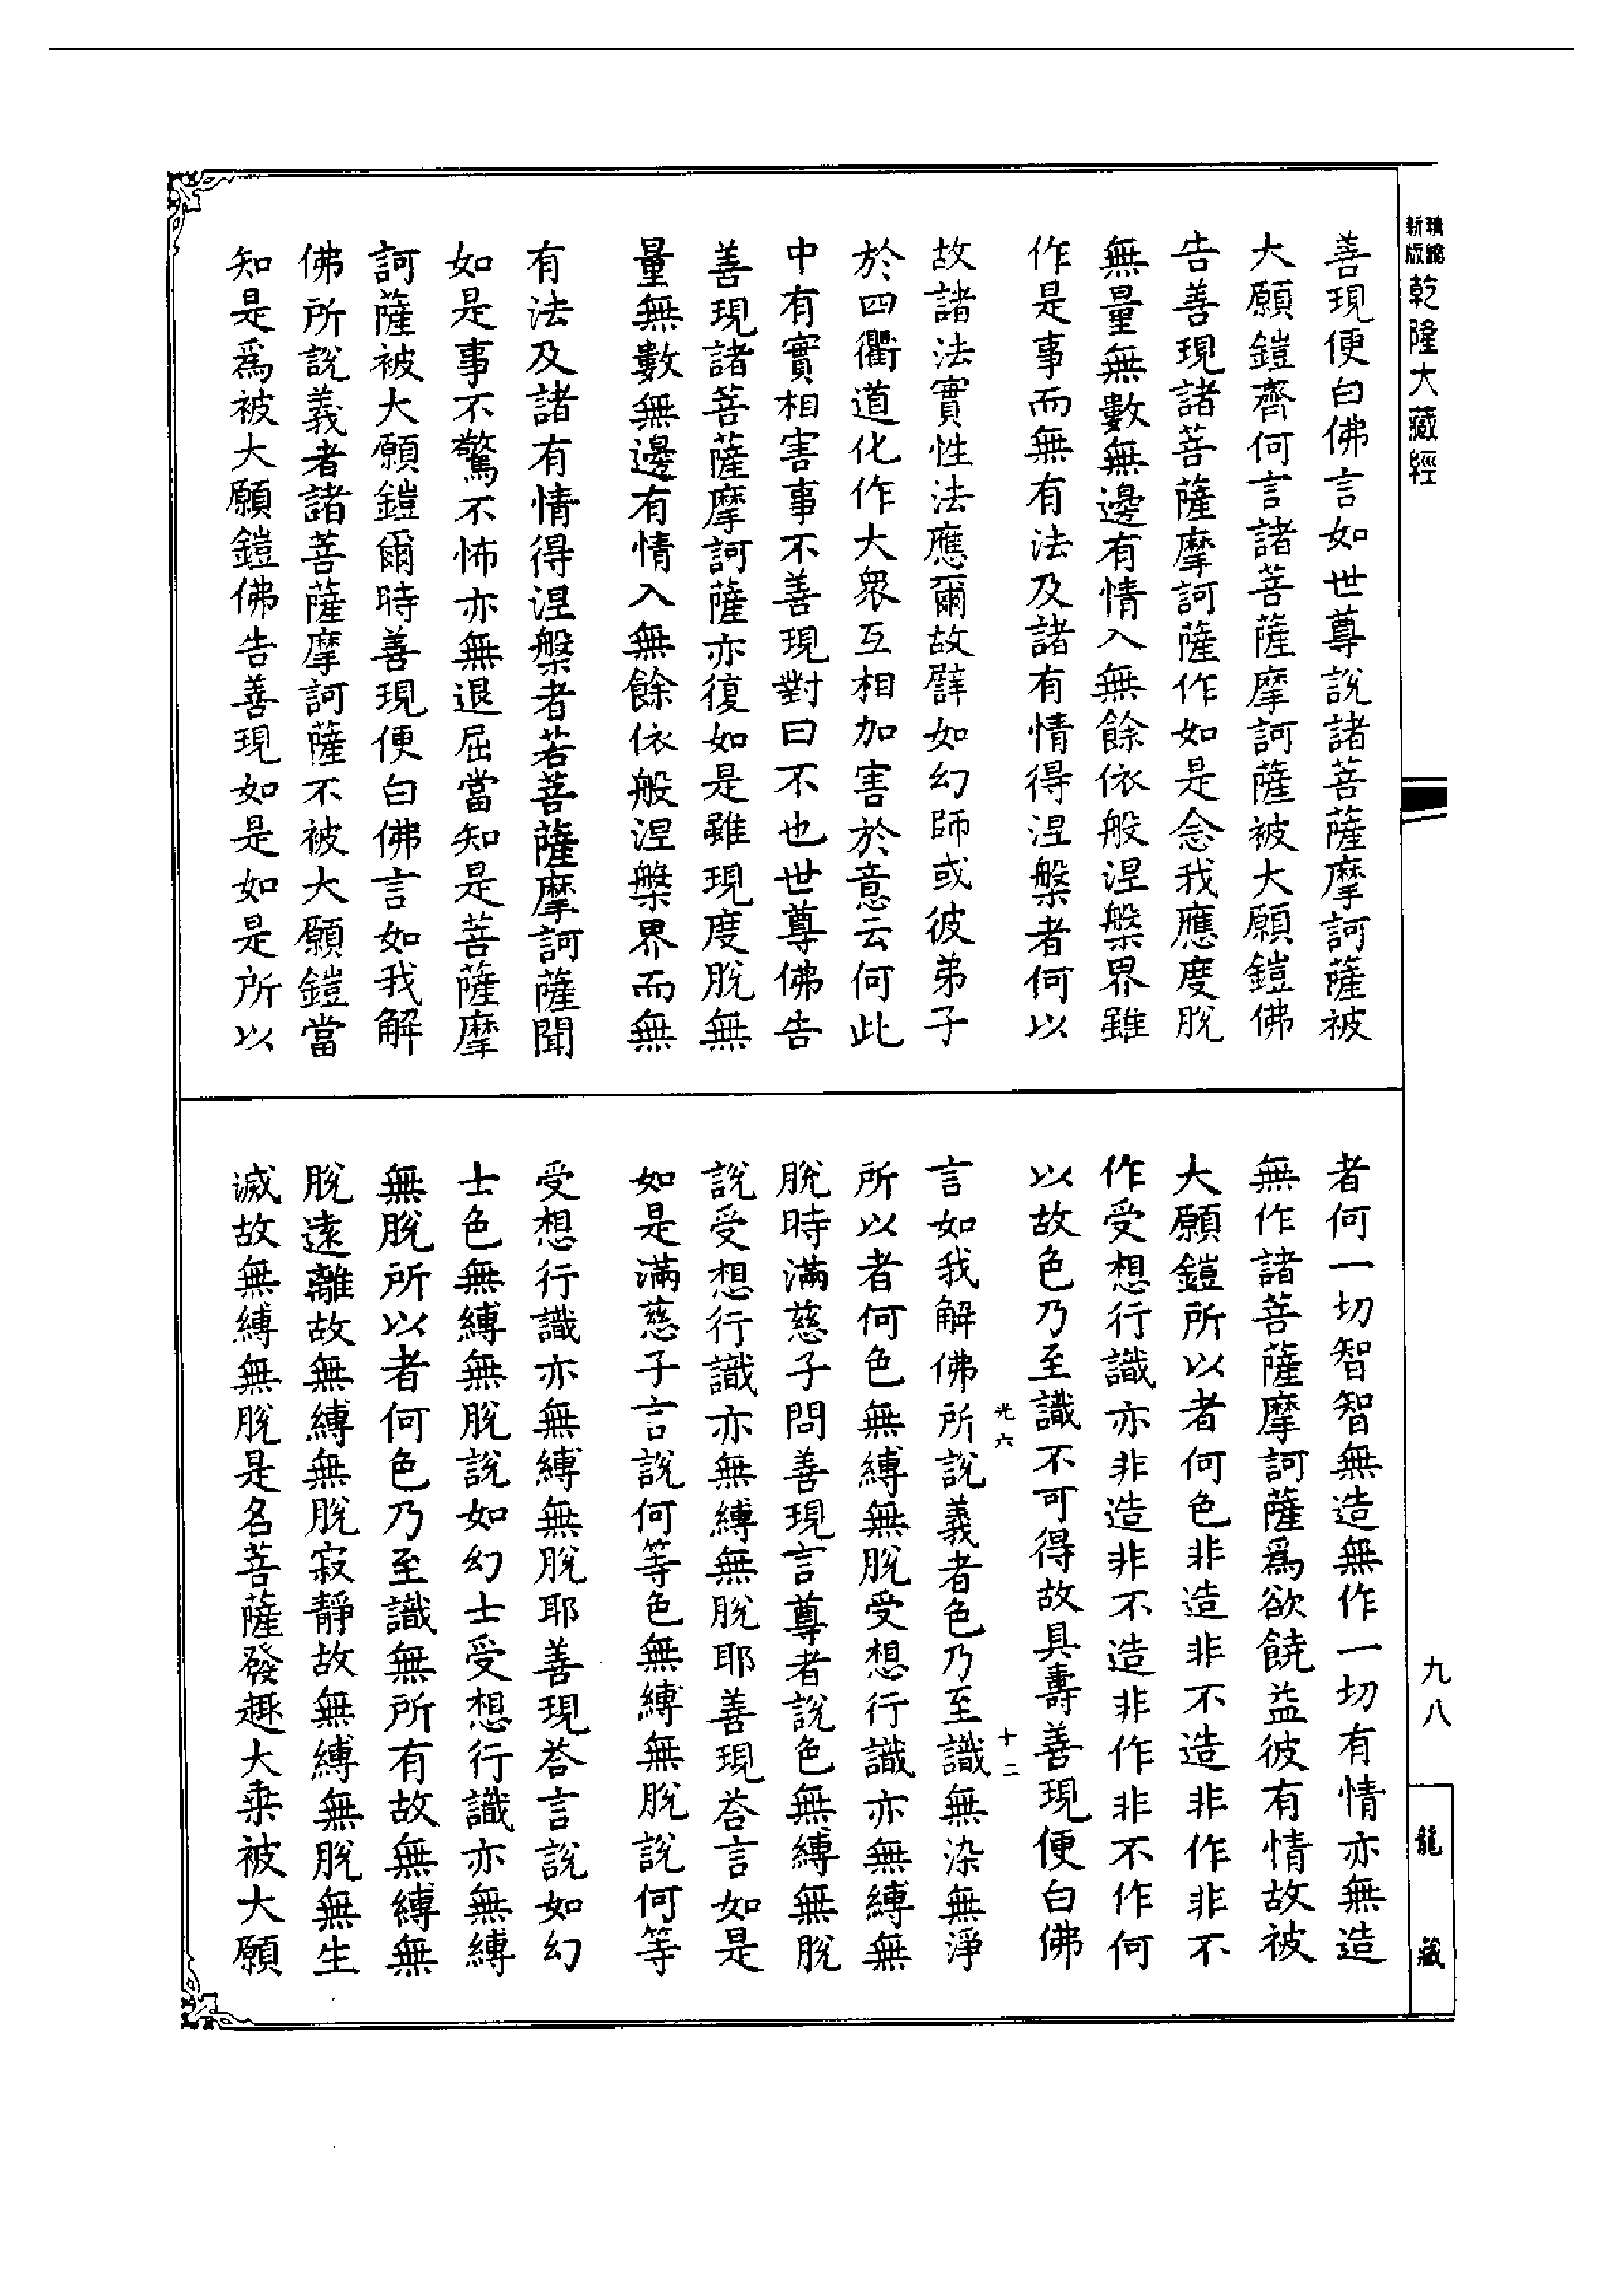 新版
精縮
乾隆大藏經
善現便白佛言如世尊說諸菩薩摩訶薩被
大願鎧齊何言諸菩薩摩訶薩被大願鎧佛
告善現諸菩薩摩訶薩作如是念我應度脫
無量無數無邊有情入無餘依般涅槃界雖
作是事而無有法及諸有情得涅槃者何以
故諸法實性法應爾故譬如幻師或彼弟子
於四衢道化作大衆互相加害於意云何此
中有實相害事不善現對曰不也世尊佛告
善現諸菩薩摩訶薩亦復如是雖現度脫無
量無數無邊有情入無餘依般涅槃界而無
有法及諸有情得涅槃者若菩薩摩訶薩聞
如是事不驚不怖亦無退屈當知是菩薩摩
訶薩被大願鎧爾時善現便白佛言如我解
佛所說義者諸菩薩摩訶薩不被大願鎧當
知是爲被大願鎧佛告善現如是如是所以
者何一切智智無造無作一切有情亦無造
無作諸菩薩摩訶薩爲欲饒益彼有情故被
大願鎧所以者何色非造非不造非作非不
作受想行識亦非造非不造非作非不作何
以故色乃至識不可得故具壽善現便白佛
光六
十二
言如我解佛所說義者色乃至識無染無淨
所以者何色無縛無脫受想行識亦無縛無
脫時滿慈子問善現言尊者說色無縛無脫
說受想行識亦無縛無脫耶善現荅言如是
如是滿慈子言說何等色無縛無脫說何等
受想行識亦無縛無脫耶善現荅言說如幻
士色無縛無脫說如幻士受想行識亦無縛
無脫所以者何色乃至識無所有故無縛無
脫遠離故無縛無脫寂靜故無縛無脫無生
滅故無縛無脫是名菩薩發趣大乗被大願
九八
龍藏